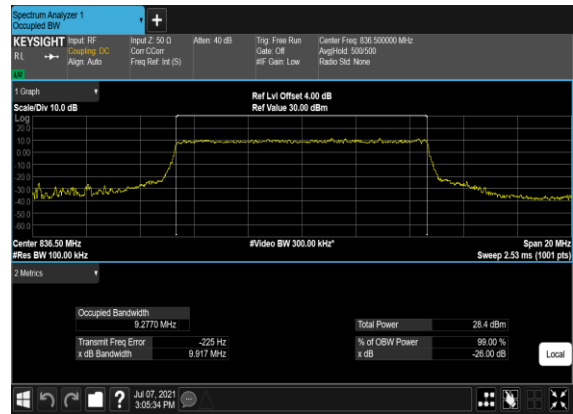 Spectrum Analyzer 1
Occupied BW
+
KEYSIGHT Input: RF Input Z: 50 Ω Atten: 40 dB Trig: Free Run Center Freq: 836.500000 MHz
RL Coupling: DC Corr CCorr Gate: Off Avg|Hold: 500/500
Align: Auto Freq Ref: Int (S) #IF Gain: Low Radio Std: None
LXI
1 Graph Ref Lvl Offset 4.00 dB
Scale/Div 10.0 dB Ref Value 30.00 dBm
Log
20.0
10.0
0.00
-10.0
-20.0
-30.0
-40.0
-50.0
-60.0
Center 836.50 MHz #Video BW 300.00 kHz* Span 20 MHz
#Res BW 100.00 kHz Sweep 2.53 ms (1001 pts)
2 Metrics
Occupied Bandwidth
9.2770 MHz Total Power 28.4 dBm
Transmit Freq Error -225 Hz % of OBW Power 99.00 %
x dB Bandwidth 9.917 MHz x dB -26.00 dB
Local
? Jul 07, 2021
3:05:34 PM